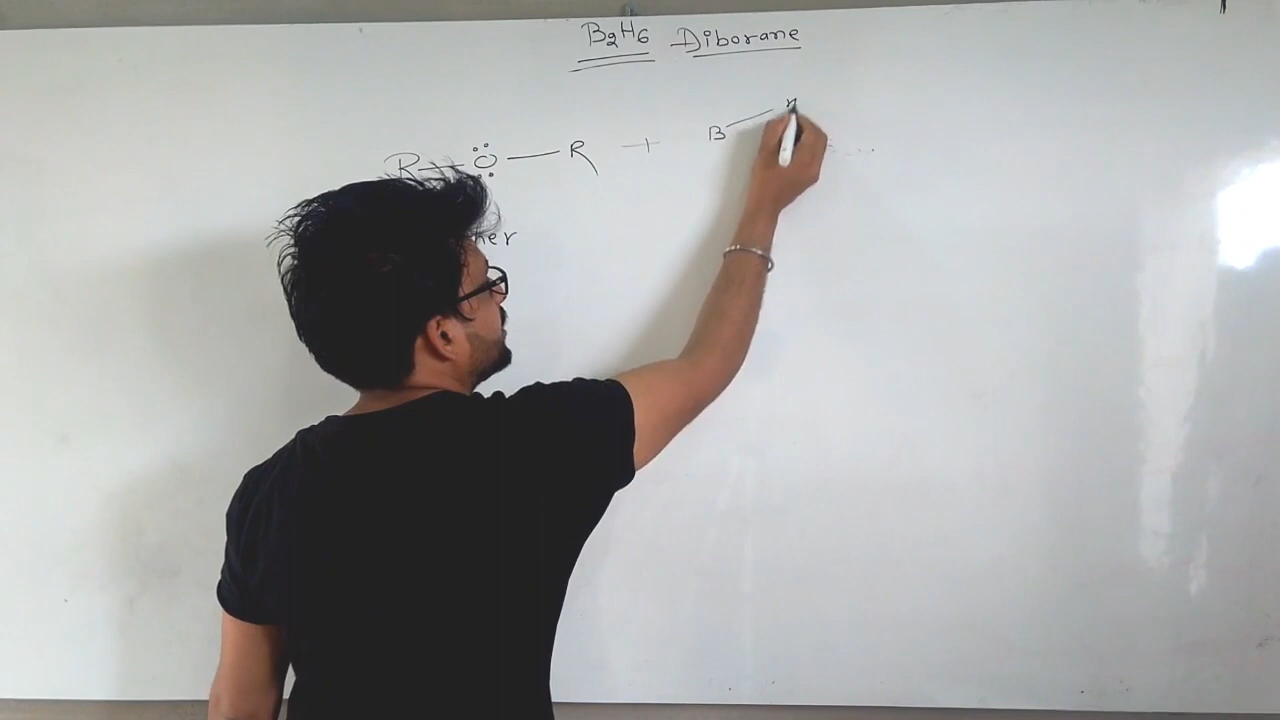 B₂H₆ Diborane
R — Ö — R + B —
her